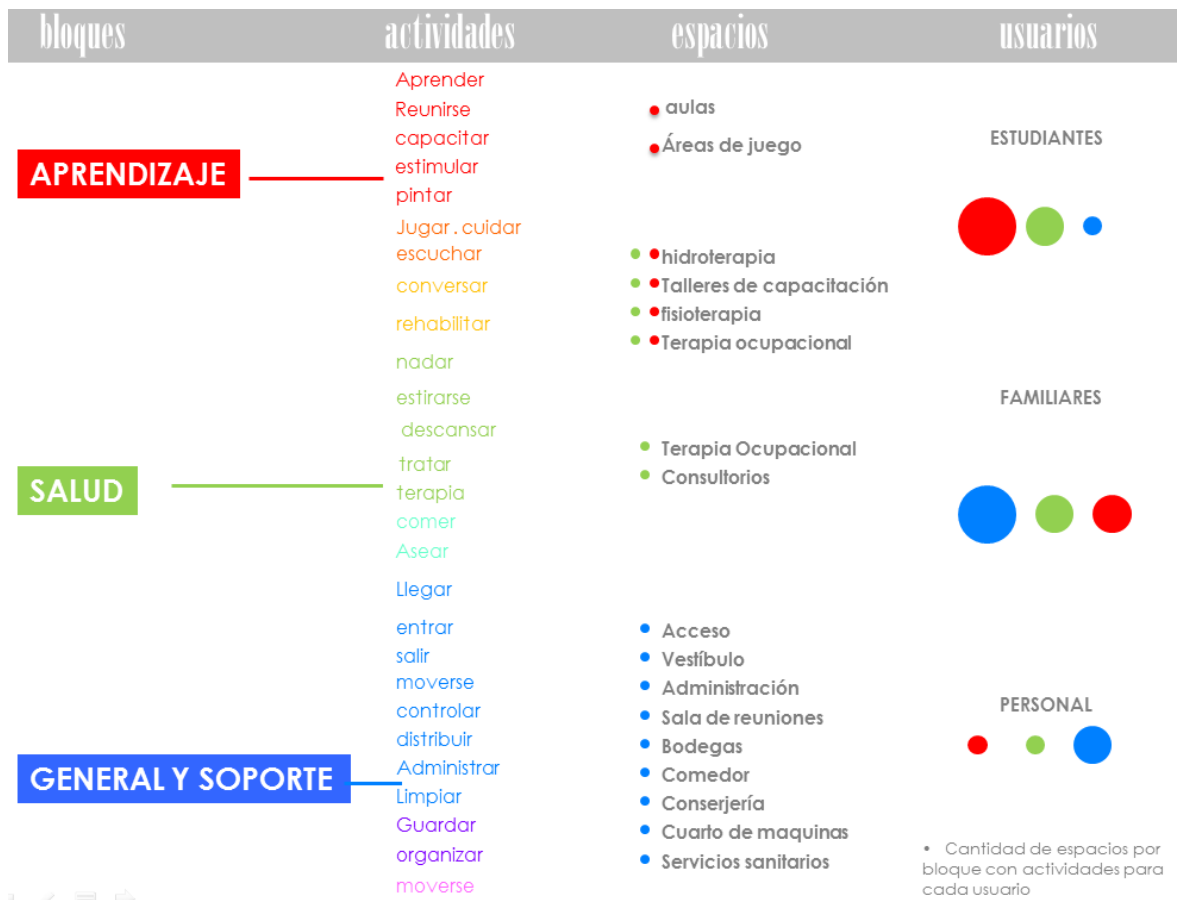 bloques actividades espacios usuarios
APRENDIZAJE
SALUD
GENERAL Y SOPORTE
Aprender
Reunirse
capacitar
estimular
pintar
Jugar . cuidar
escuchar
conversar
rehabilitar
nadar
estirarse
descansar
tratar
terapia
comer
Asear
Llegar
entrar
salir
moverse
controlar
distribuir
Administrar
Limpiar
Guardar
organizar
moverse
aulas
Áreas de juego
hidroterapia
Talleres de capacitación
fisioterapia
Terapia ocupacional
Terapia Ocupacional
Consultorios
Acceso
Vestíbulo
Administración
Sala de reuniones
Bodegas
Comedor
Conserjería
Cuarto de maquinas
Servicios sanitarios
ESTUDIANTES
FAMILIARES
PERSONAL
• Cantidad de espacios por
bloque con actividades para
cada usuario